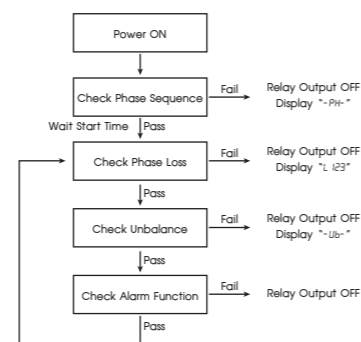 Power ON
Check Phase Sequence
Fail
Relay Output OFF
Display "-PH-"
Wait Start Time
Pass
Check Phase Loss
Fail
Relay Output OFF
Display "L 123"
Pass
Check Unbalance
Fail
Relay Output OFF
Display "-Ub-"
Pass
Check Alarm Function
Fail
Relay Output OFF
Pass